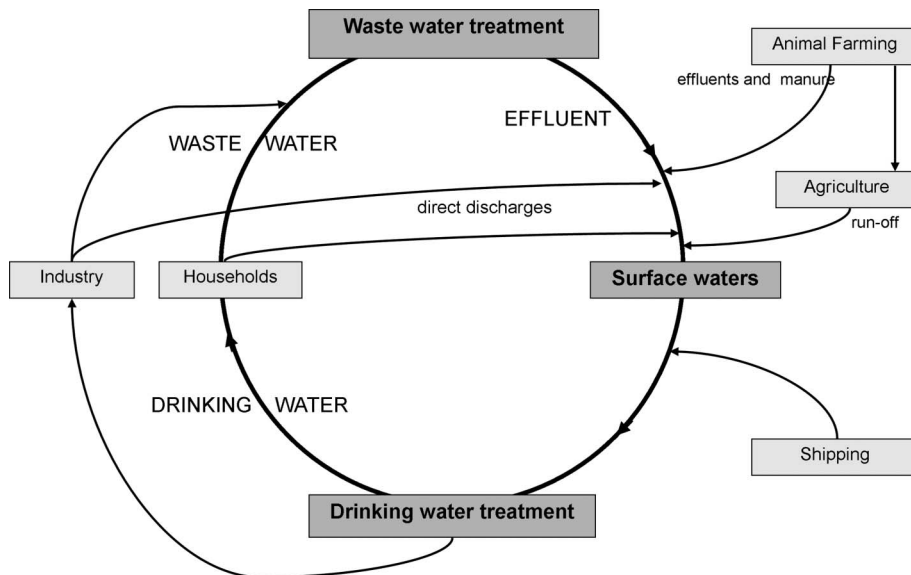 Waste water treatment
Animal Farming
effluents and manure
EFFLUENT
WASTE WATER
Agriculture
direct discharges
run-off
Industry
Households
Surface waters
DRINKING WATER
Shipping
Drinking water treatment